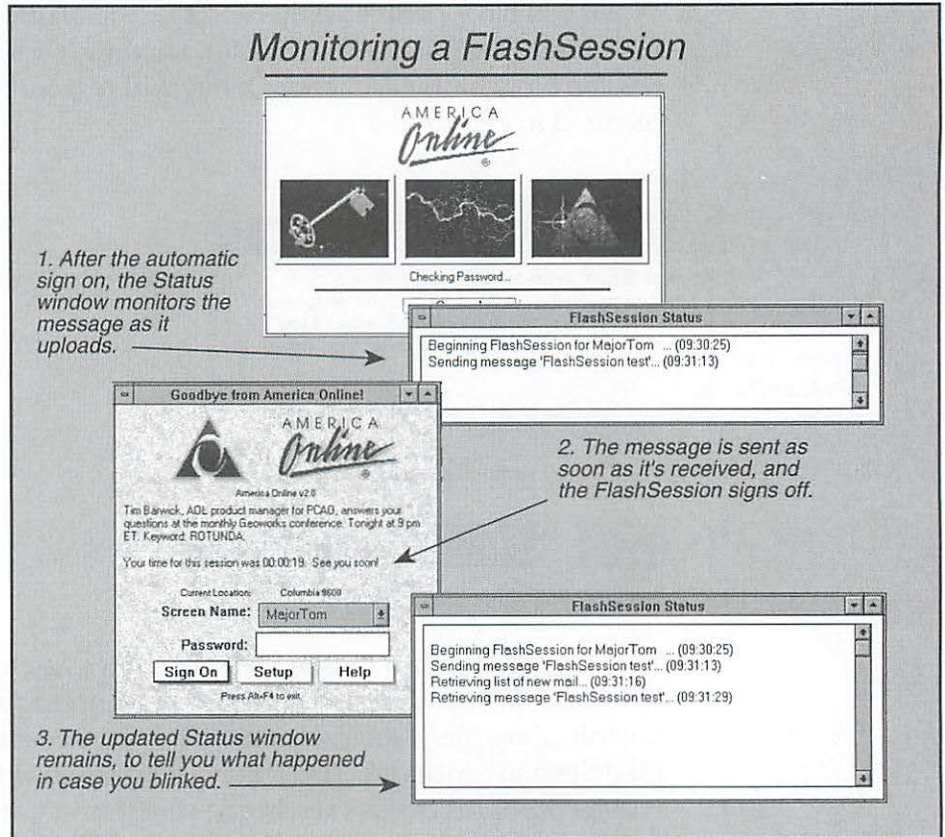 Monitoring a FlashSession
AMERICA
Online
®
Checking Password...
1. After the automatic
sign on, the Status
window monitors the
message as it
uploads.
FlashSession Status
Beginning FlashSession for MajorTom ... (09:30:25)
Sending message 'FlashSession test'... (09:31:13)
Goodbye from America Online!
AMERICA
Online
®
America Online v2.0
Tim Barwick, AOL product manager for PCAO, answers your
questions at the monthly Geoworks conference. Tonight at 9 pm
ET. Keyword: ROTUNDA.
Your time for this session was 00:00:19. See you soon!
Current Location: Columbia 9600
Screen Name: MajorTom
Password:
Sign On Setup Help
Press Alt+F4 to exit.
2. The message is sent as
soon as it's received, and
the FlashSession signs off.
FlashSession Status
Beginning FlashSession for MajorTom ... (09:30:25)
Sending message 'FlashSession test'... (09:31:13)
Retrieving list of new mail... (09:31:16)
Retrieving message 'FlashSession test'... (09:31:29)
3. The updated Status window
remains, to tell you what happened
in case you blinked.